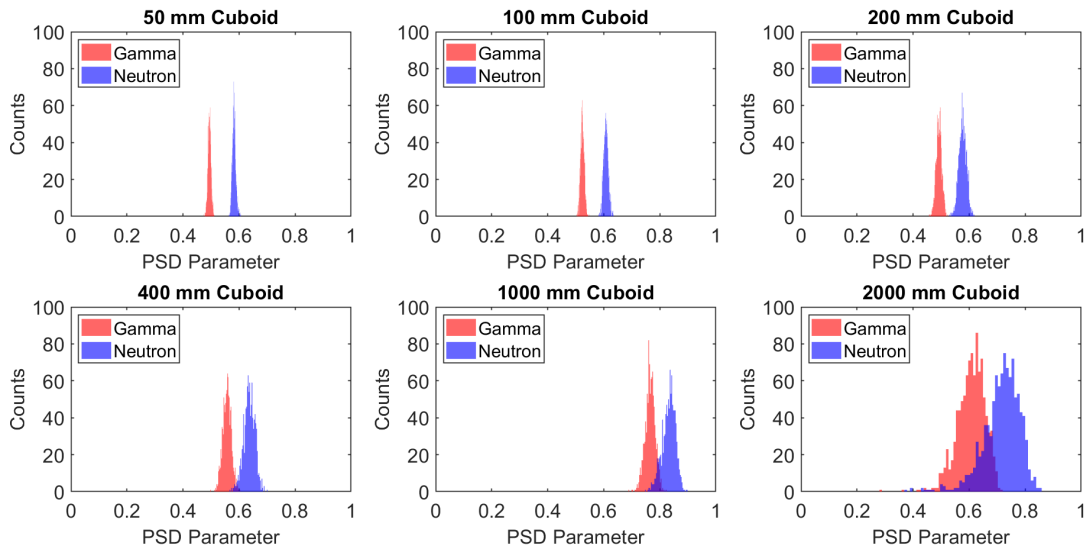 50 mm Cuboid
100
80
60
40
20
0
Counts
Gamma
Neutron
0 0.2 0.4 0.6 0.8 1
PSD Parameter
100 mm Cuboid
100
80
60
40
20
0
Counts
Gamma
Neutron
0 0.2 0.4 0.6 0.8 1
PSD Parameter
200 mm Cuboid
100
80
60
40
20
0
Counts
Gamma
Neutron
0 0.2 0.4 0.6 0.8 1
PSD Parameter
400 mm Cuboid
100
80
60
40
20
0
Counts
Gamma
Neutron
0 0.2 0.4 0.6 0.8 1
PSD Parameter
1000 mm Cuboid
100
80
60
40
20
0
Counts
Gamma
Neutron
0 0.2 0.4 0.6 0.8 1
PSD Parameter
2000 mm Cuboid
100
80
60
40
20
0
Counts
Gamma
Neutron
0 0.2 0.4 0.6 0.8 1
PSD Parameter